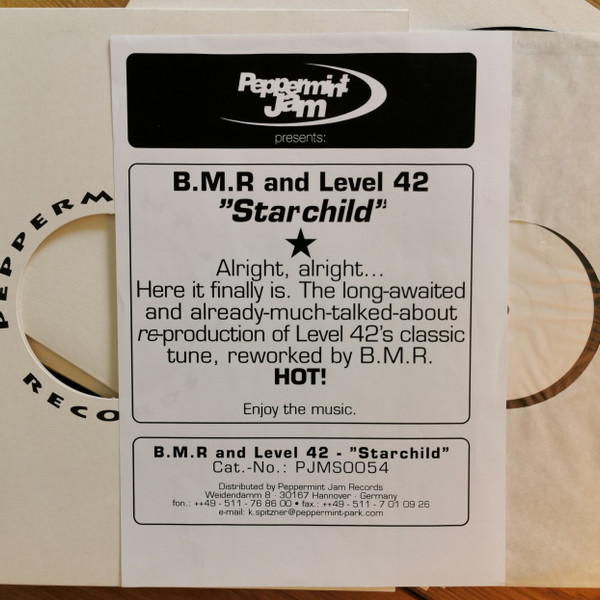 Peppermint
Jam
presents:
B.M.R and Level 42
"Starchild"
Alright, alright...
Here it finally is. The long-awaited
and already-much-talked-about
re-production of Level 42's classic
tune, reworked by B.M.R.
HOT!
Enjoy the music.
B.M.R and Level 42 - "Starchild"
Cat.-No.: PJMS0054
Distributed by Peppermint Jam Records
Weidendamm 8 · 30167 Hannover · Germany
fon.: ++49 - 511 - 76 86 00 • fax.: ++49 - 511 - 7 01 09 26
e-mail: k.spitzner@peppermint-park.com
PEPPERM
RECO